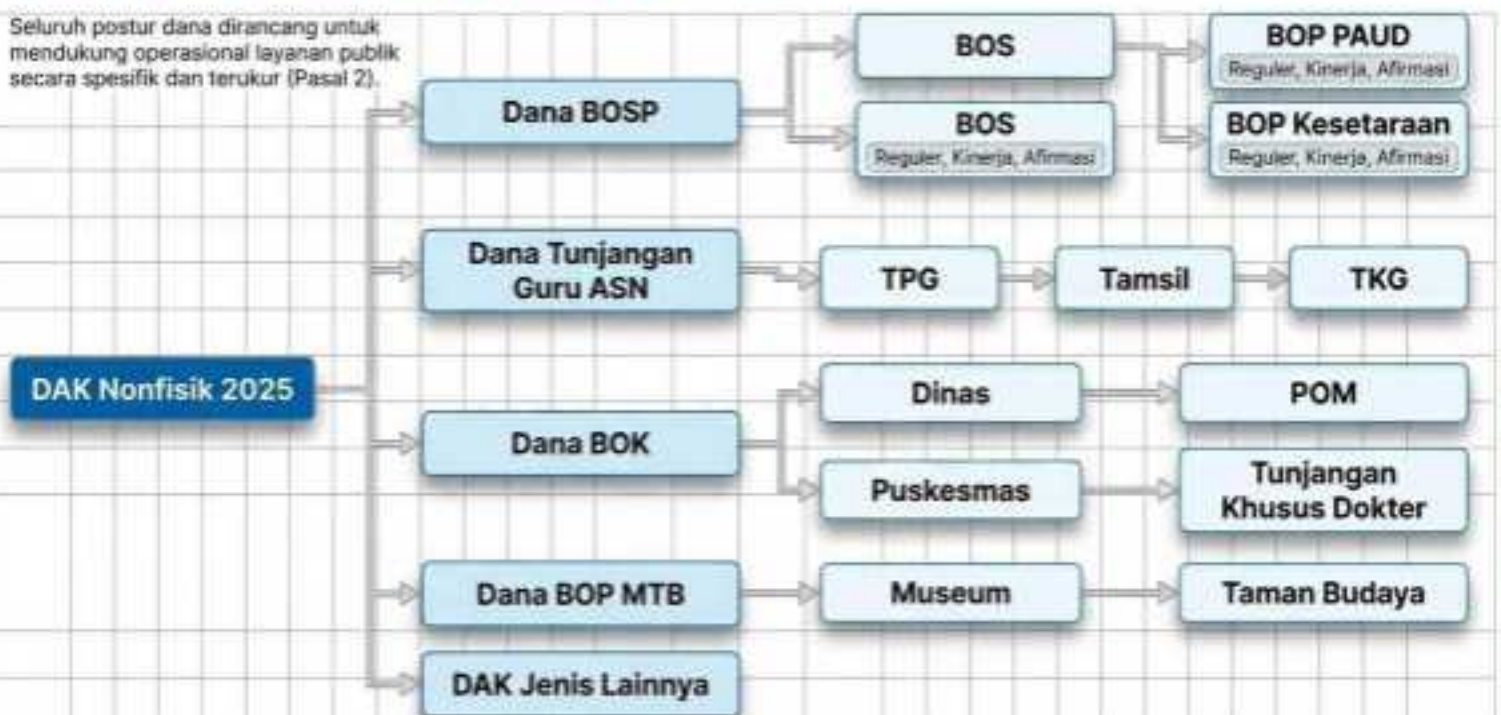 Seluruh postur dana dirancang untuk
mendukung operasional layanan publik
secara spesifik dan terukur (Pasal 2).
DAK Nonfisik 2025
Dana BOSP
BOS
BOS
Reguler, Kinerja, Afirmasi
BOP PAUD
Reguler, Kinerja, Afirmasi
BOP Kesetaraan
Reguler, Kinerja, Afirmasi
Dana Tunjangan
Guru ASN
TPG
Tamsil
TKG
Dana BOK
Dinas
POM
Puskesmas
Tunjangan
Khusus Dokter
Dana BOP MTB
Museum
Taman Budaya
DAK Jenis Lainnya